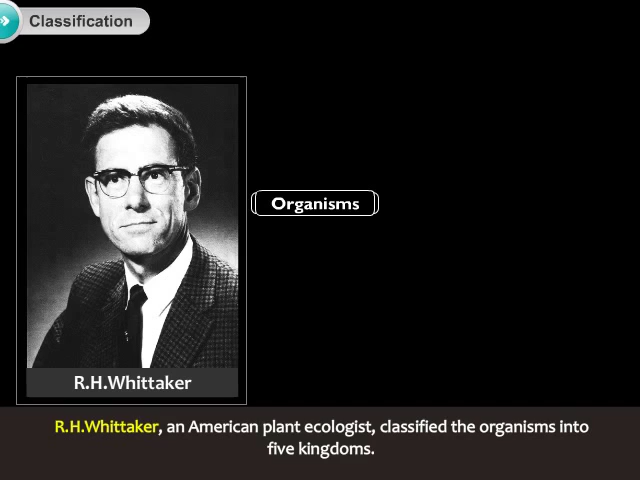 Classification
Organisms
R.H.Whittaker
R.H.Whittaker, an American plant ecologist, classified the organisms into
five kingdoms.